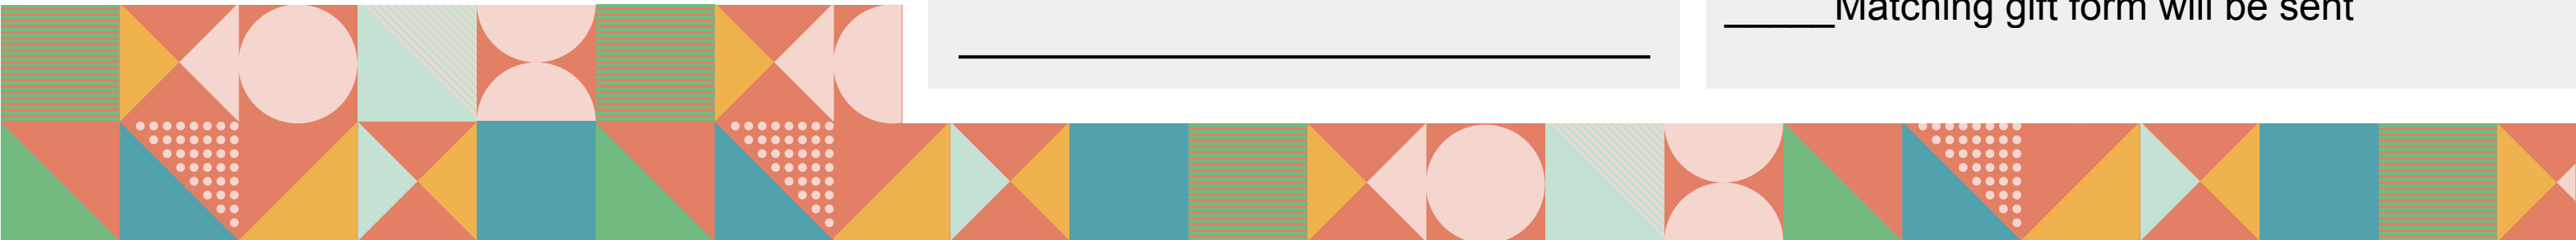 ______Matching gift form will be sent